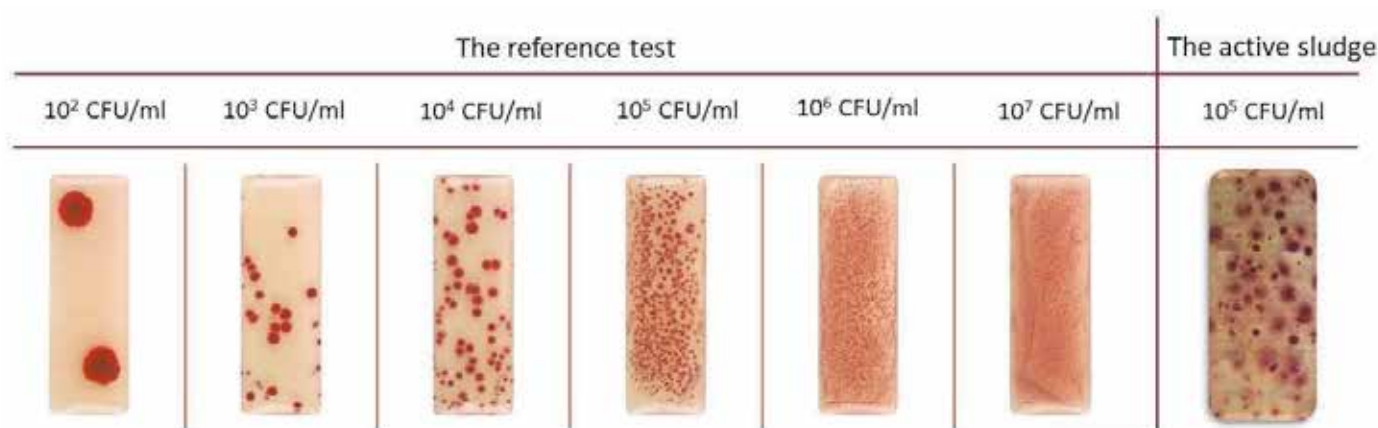 The reference test
The active sludge
10² CFU/ml
10³ CFU/ml
10⁴ CFU/ml
10⁵ CFU/ml
10⁶ CFU/ml
10⁷ CFU/ml
10⁵ CFU/ml